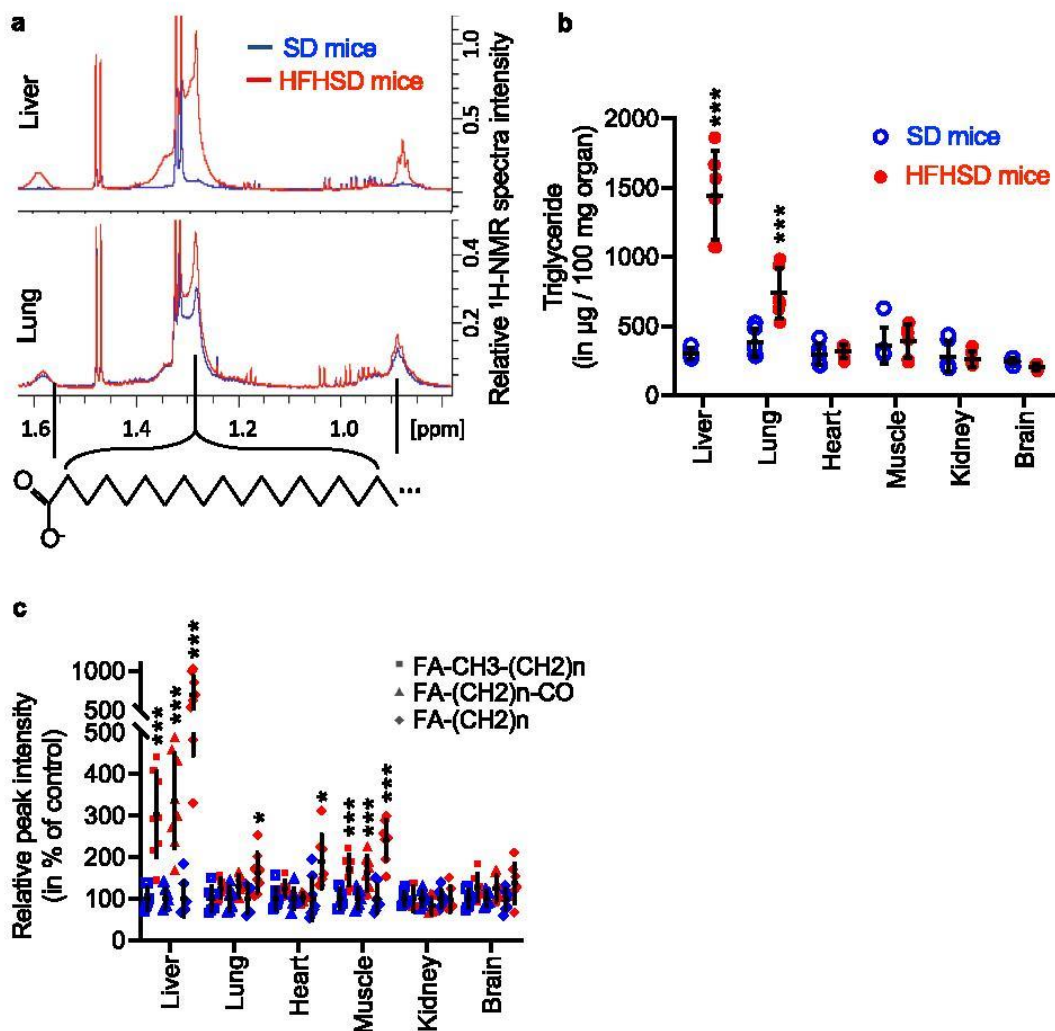 a
SD mice
HFHSD mice
Liver
Lung
1.0
0.5
0.4
0.2
Relative ¹H-NMR spectra intensity
1.6 1.4 1.2 1.0 [ppm]
O
O-
...
b
Triglyceride
(in µg / 100 mg organ)
2000
1500
1000
500
0
*** ***
SD mice
HFHSD mice
Liver Lung Heart Muscle Kidney Brain
c
Relative peak intensity
(In % of control)
1000
500
500
400
300
200
100
0
*** *** *** * * *** *** ***
FA-CH3-(CH2)n
FA-(CH2)n-CO
FA-(CH2)n
Liver Lung Heart Muscle Kidney Brain